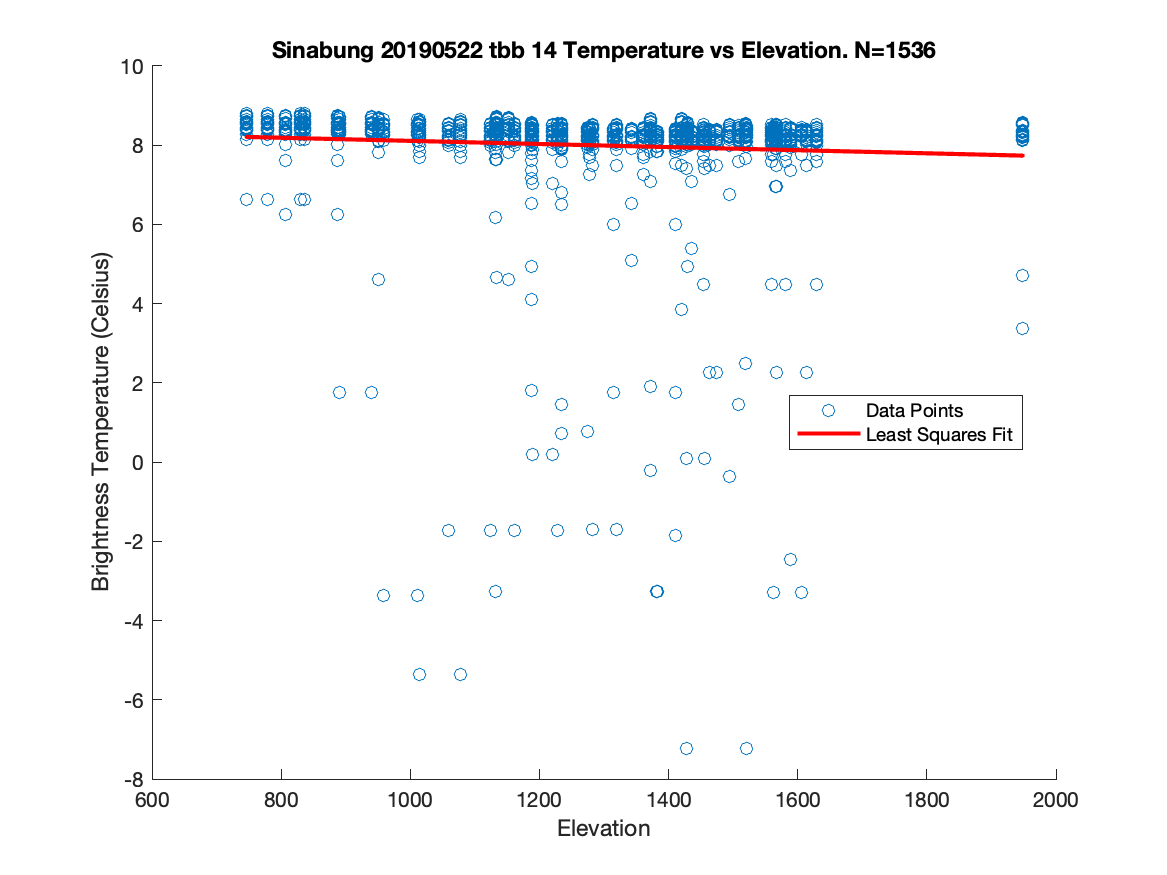 Sinabung 20190522 tbb 14 Temperature vs Elevation. N=1536
10
8
6
4
2
0
-2
-4
-6
-8
Brightness Temperature (Celsius)
Data Points
Least Squares Fit
600 800 1000 1200 1400 1600 1800 2000
Elevation